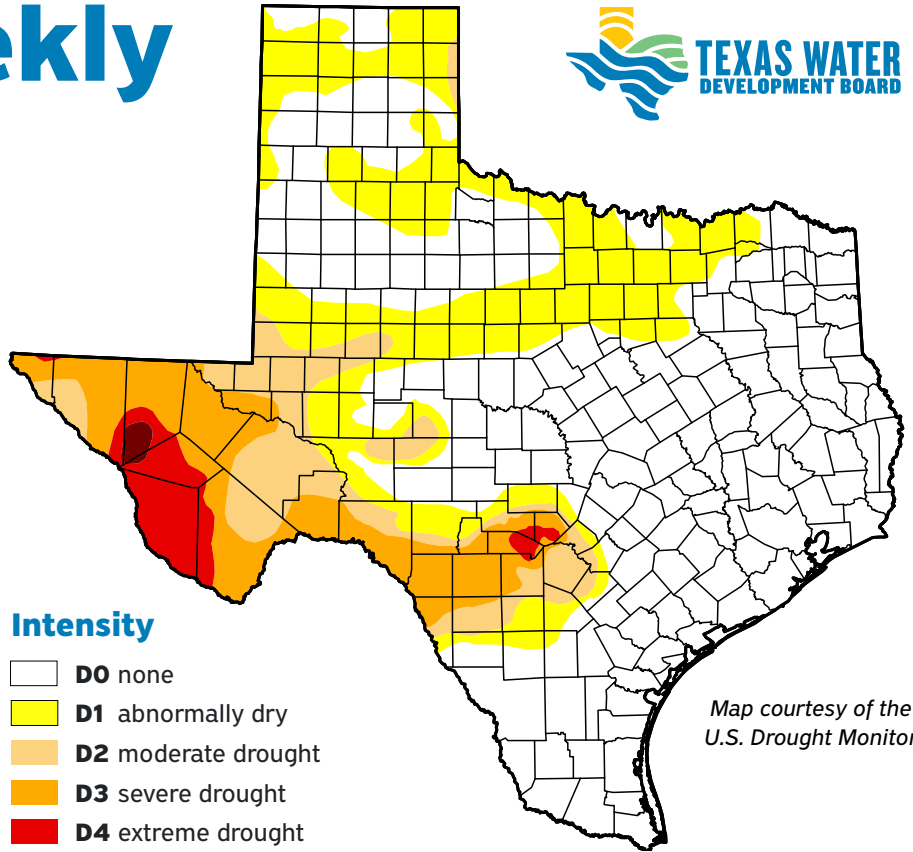 ekly
TEXAS WATER
DEVELOPMENT BOARD
Intensity
D0 none
D1 abnormally dry
D2 moderate drought
D3 severe drought
D4 extreme drought
Map courtesy of the
U.S. Drought Monitor